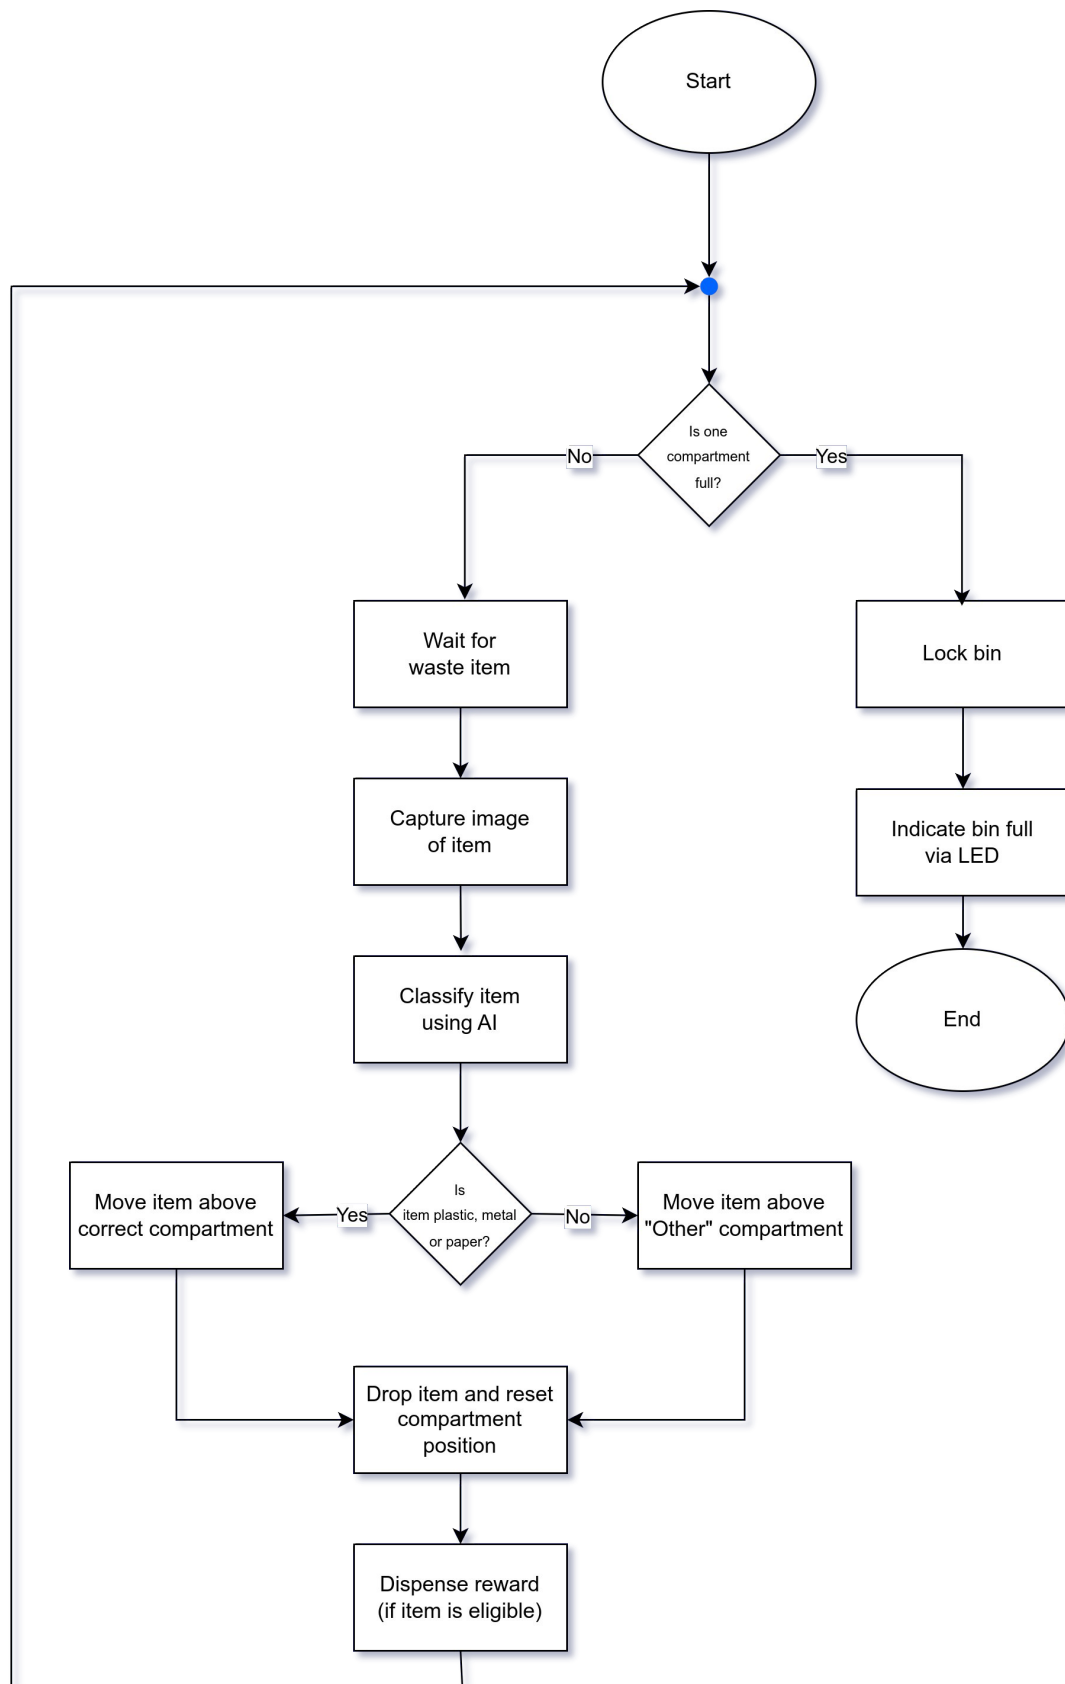 Start
Is one
compartment
full?
No
Yes
Wait for
waste item
Lock bin
Capture image
of item
Indicate bin full
via LED
Classify item
using AI
End
Is
item plastic, metal
or paper?
Yes
No
Move item above
correct compartment
Move item above
"Other" compartment
Drop item and reset
compartment
position
Dispense reward
(if item is eligible)